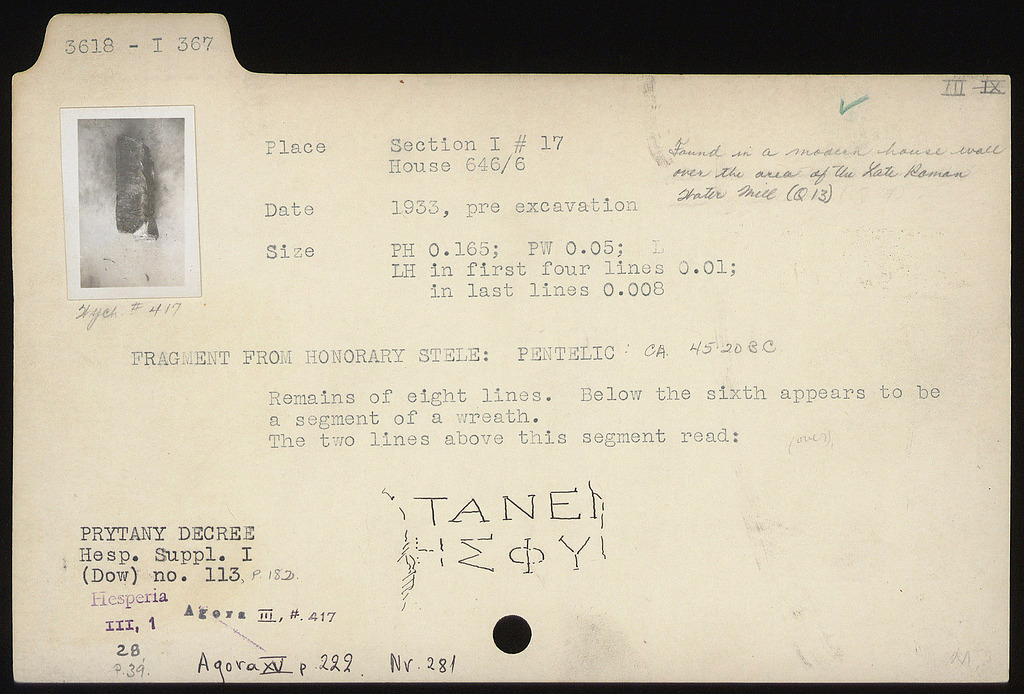 3618 - I 367
III IX
Place Section I # 17
House 646/6
Found in a modern house wall
over the area of the Late Roman
Water Mill (Q 13)
Date 1933, pre excavation
Size PH 0.165; PW 0.05; L
LH in first four lines 0.01;
in last lines 0.008
# 417
FRAGMENT FROM HONORARY STELE: PENTELIC: CA. 45-20 BC
Remains of eight lines. Below the sixth appears to be
a segment of a wreath.
The two lines above this segment read:
(over)
ΤΑΝΕΙ
ΗΣΦΥ
PRYTANY DECREE
Hesp. Suppl. I
(Dow) no. 113, P. 182.
Hesperia
III, 1
28
P. 39.
Agora III, #. 417
Agora XV p. 222. Nr. 281